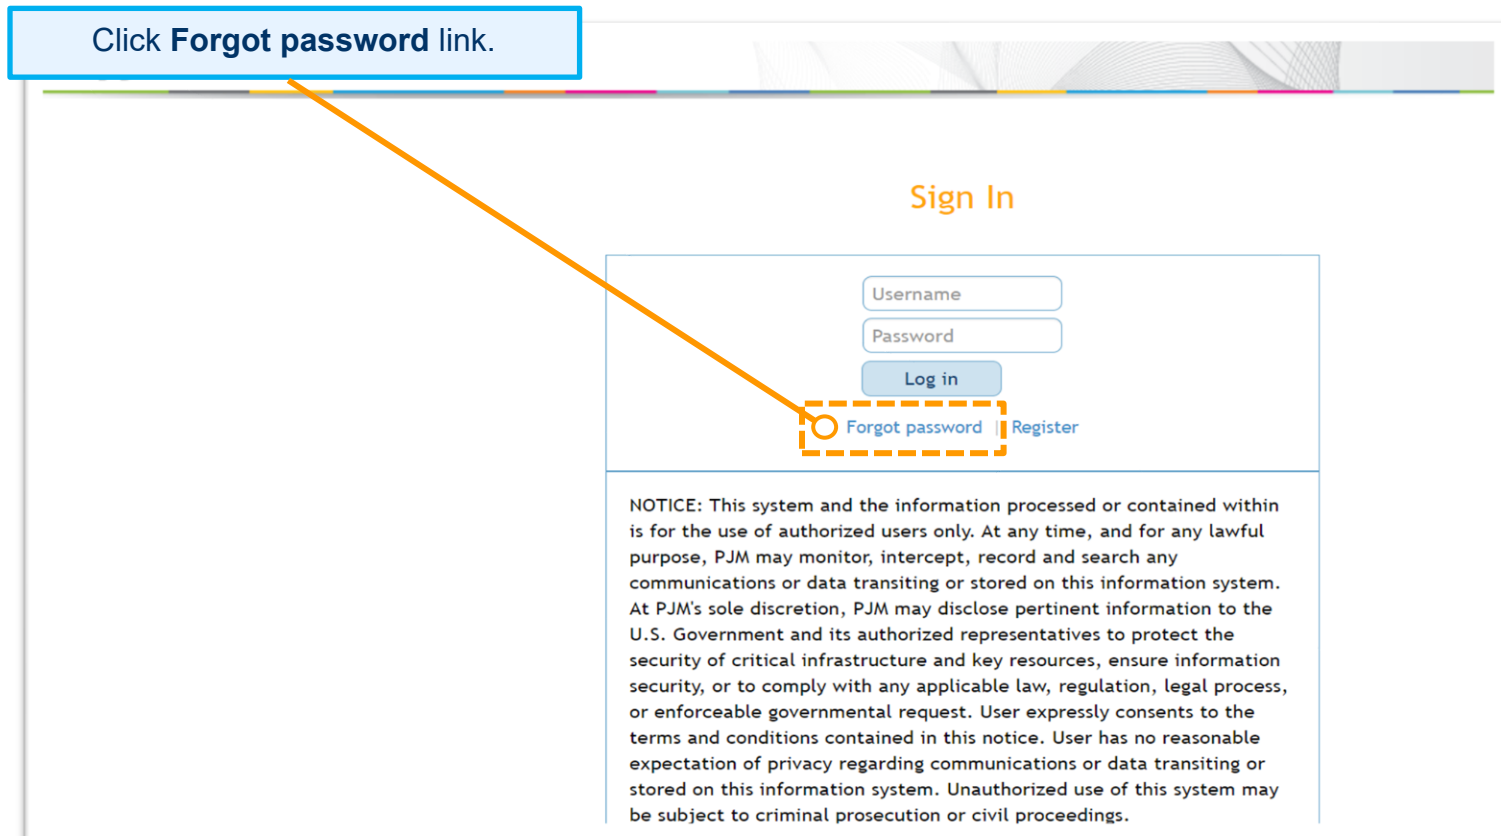 Click Forgot password link.
Sign In
Username
Password
Log in
Forgot password | Register
NOTICE: This system and the information processed or contained within
is for the use of authorized users only. At any time, and for any lawful
purpose, PJM may monitor, intercept, record and search any
communications or data transiting or stored on this information system.
At PJM's sole discretion, PJM may disclose pertinent information to the
U.S. Government and its authorized representatives to protect the
security of critical infrastructure and key resources, ensure information
security, or to comply with any applicable law, regulation, legal process,
or enforceable governmental request. User expressly consents to the
terms and conditions contained in this notice. User has no reasonable
expectation of privacy regarding communications or data transiting or
stored on this information system. Unauthorized use of this system may
be subject to criminal prosecution or civil proceedings.